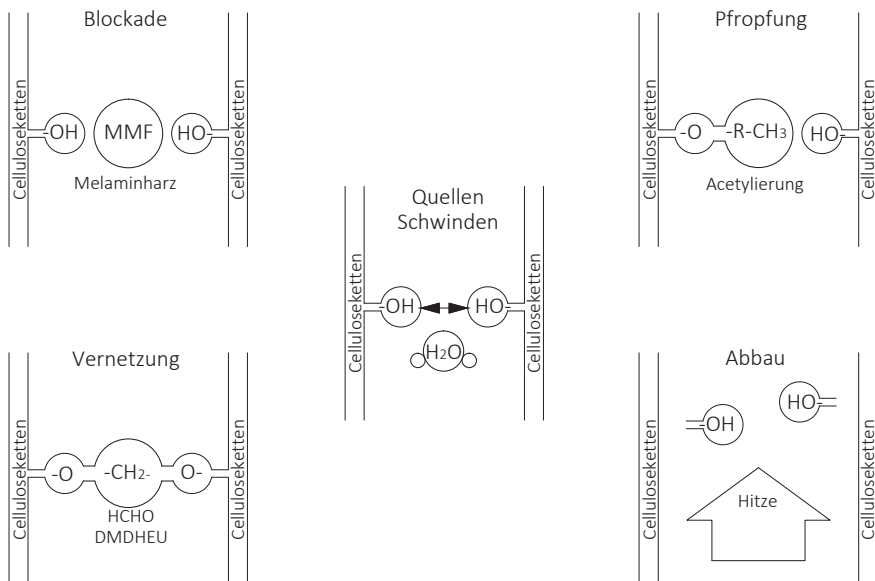 Blockade
Celluloseketten
-OH
MMF
HO-
Celluloseketten
Melaminharz
Pfropfung
Celluloseketten
-O
-R-CH₃
HO-
Celluloseketten
Acetylierung
Quellen
Schwinden
Celluloseketten
-OH
HO-
Celluloseketten
H₂O
Vernetzung
Celluloseketten
-O
-CH₂-
O-
Celluloseketten
HCHO
DMDHEU
Abbau
Celluloseketten
-OH
HO-
Celluloseketten
Hitze